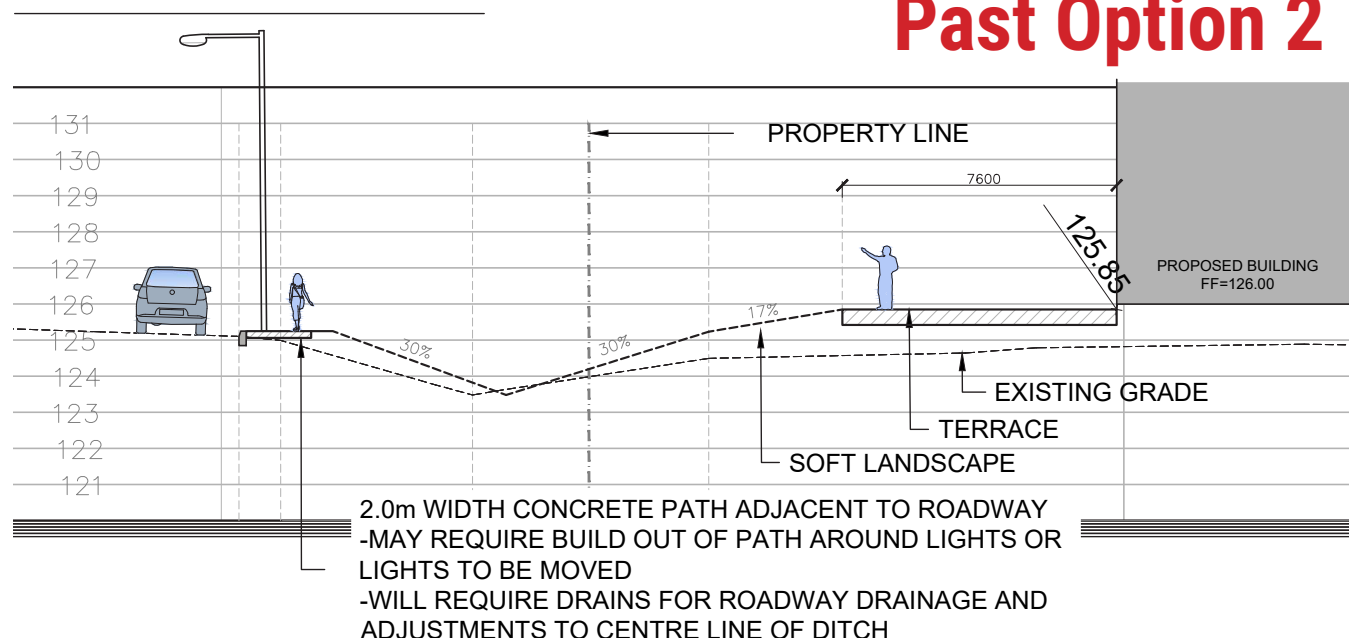 Past Option 2
131
130
129
128
127
126
125
124
123
122
121
PROPERTY LINE
7600
125.85
PROPOSED BUILDING
FF=126.00
30%
30%
17%
EXISTING GRADE
TERRACE
SOFT LANDSCAPE
2.0m WIDTH CONCRETE PATH ADJACENT TO ROADWAY
-MAY REQUIRE BUILD OUT OF PATH AROUND LIGHTS OR
LIGHTS TO BE MOVED
-WILL REQUIRE DRAINS FOR ROADWAY DRAINAGE AND
ADJUSTMENTS TO CENTRE LINE OF DITCH